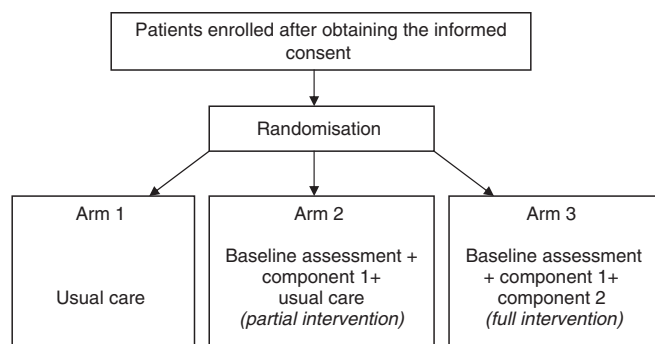 Patients enrolled after obtaining the informed
consent
Randomisation
Arm 1
Usual care
Arm 2
Baseline assessment +
component 1+
usual care
(partial intervention)
Arm 3
Baseline assessment
+ component 1+
component 2
(full intervention)